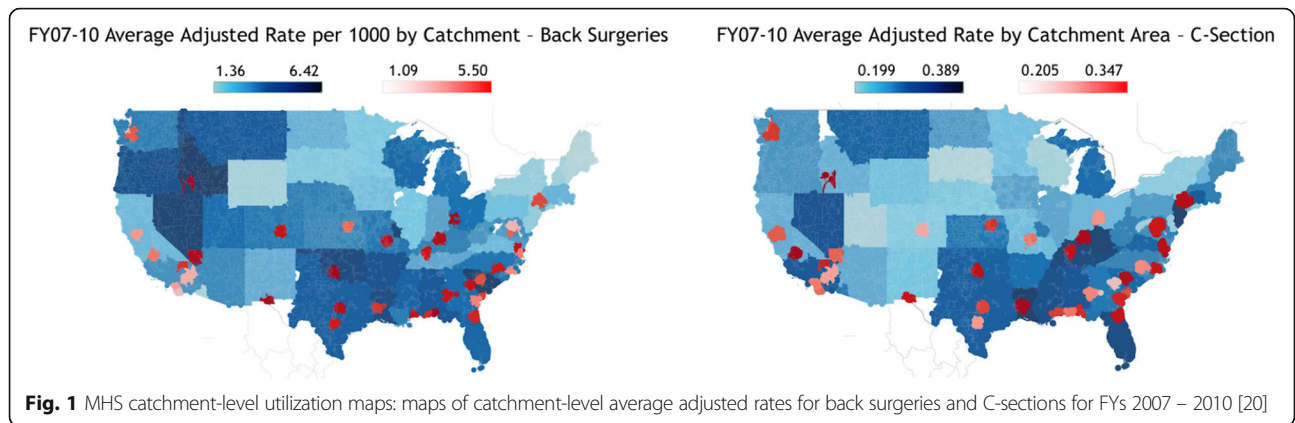 FY07-10 Average Adjusted Rate per 1000 by Catchment - Back Surgeries
1.36 6.42 1.09 5.50
FY07-10 Average Adjusted Rate by Catchment Area - C-Section
0.199 0.389 0.205 0.347
Fig. 1 MHS catchment-level utilization maps: maps of catchment-level average adjusted rates for back surgeries and C-sections for FYs 2007 – 2010 [20]